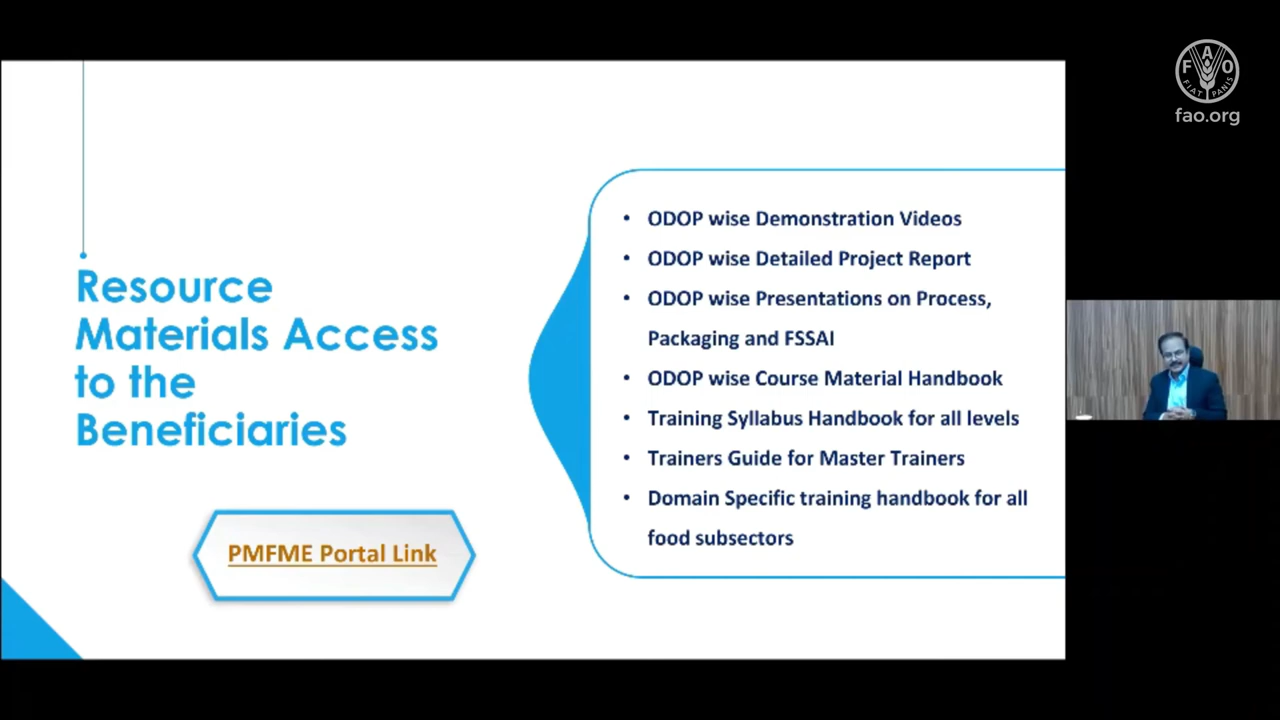 F A O
FIAT PANIS
fao.org
Resource
Materials Access
to the
Beneficiaries
PMFME Portal Link
• ODOP wise Demonstration Videos
• ODOP wise Detailed Project Report
• ODOP wise Presentations on Process,
Packaging and FSSAI
• ODOP wise Course Material Handbook
• Training Syllabus Handbook for all levels
• Trainers Guide for Master Trainers
• Domain Specific training handbook for all
food subsectors